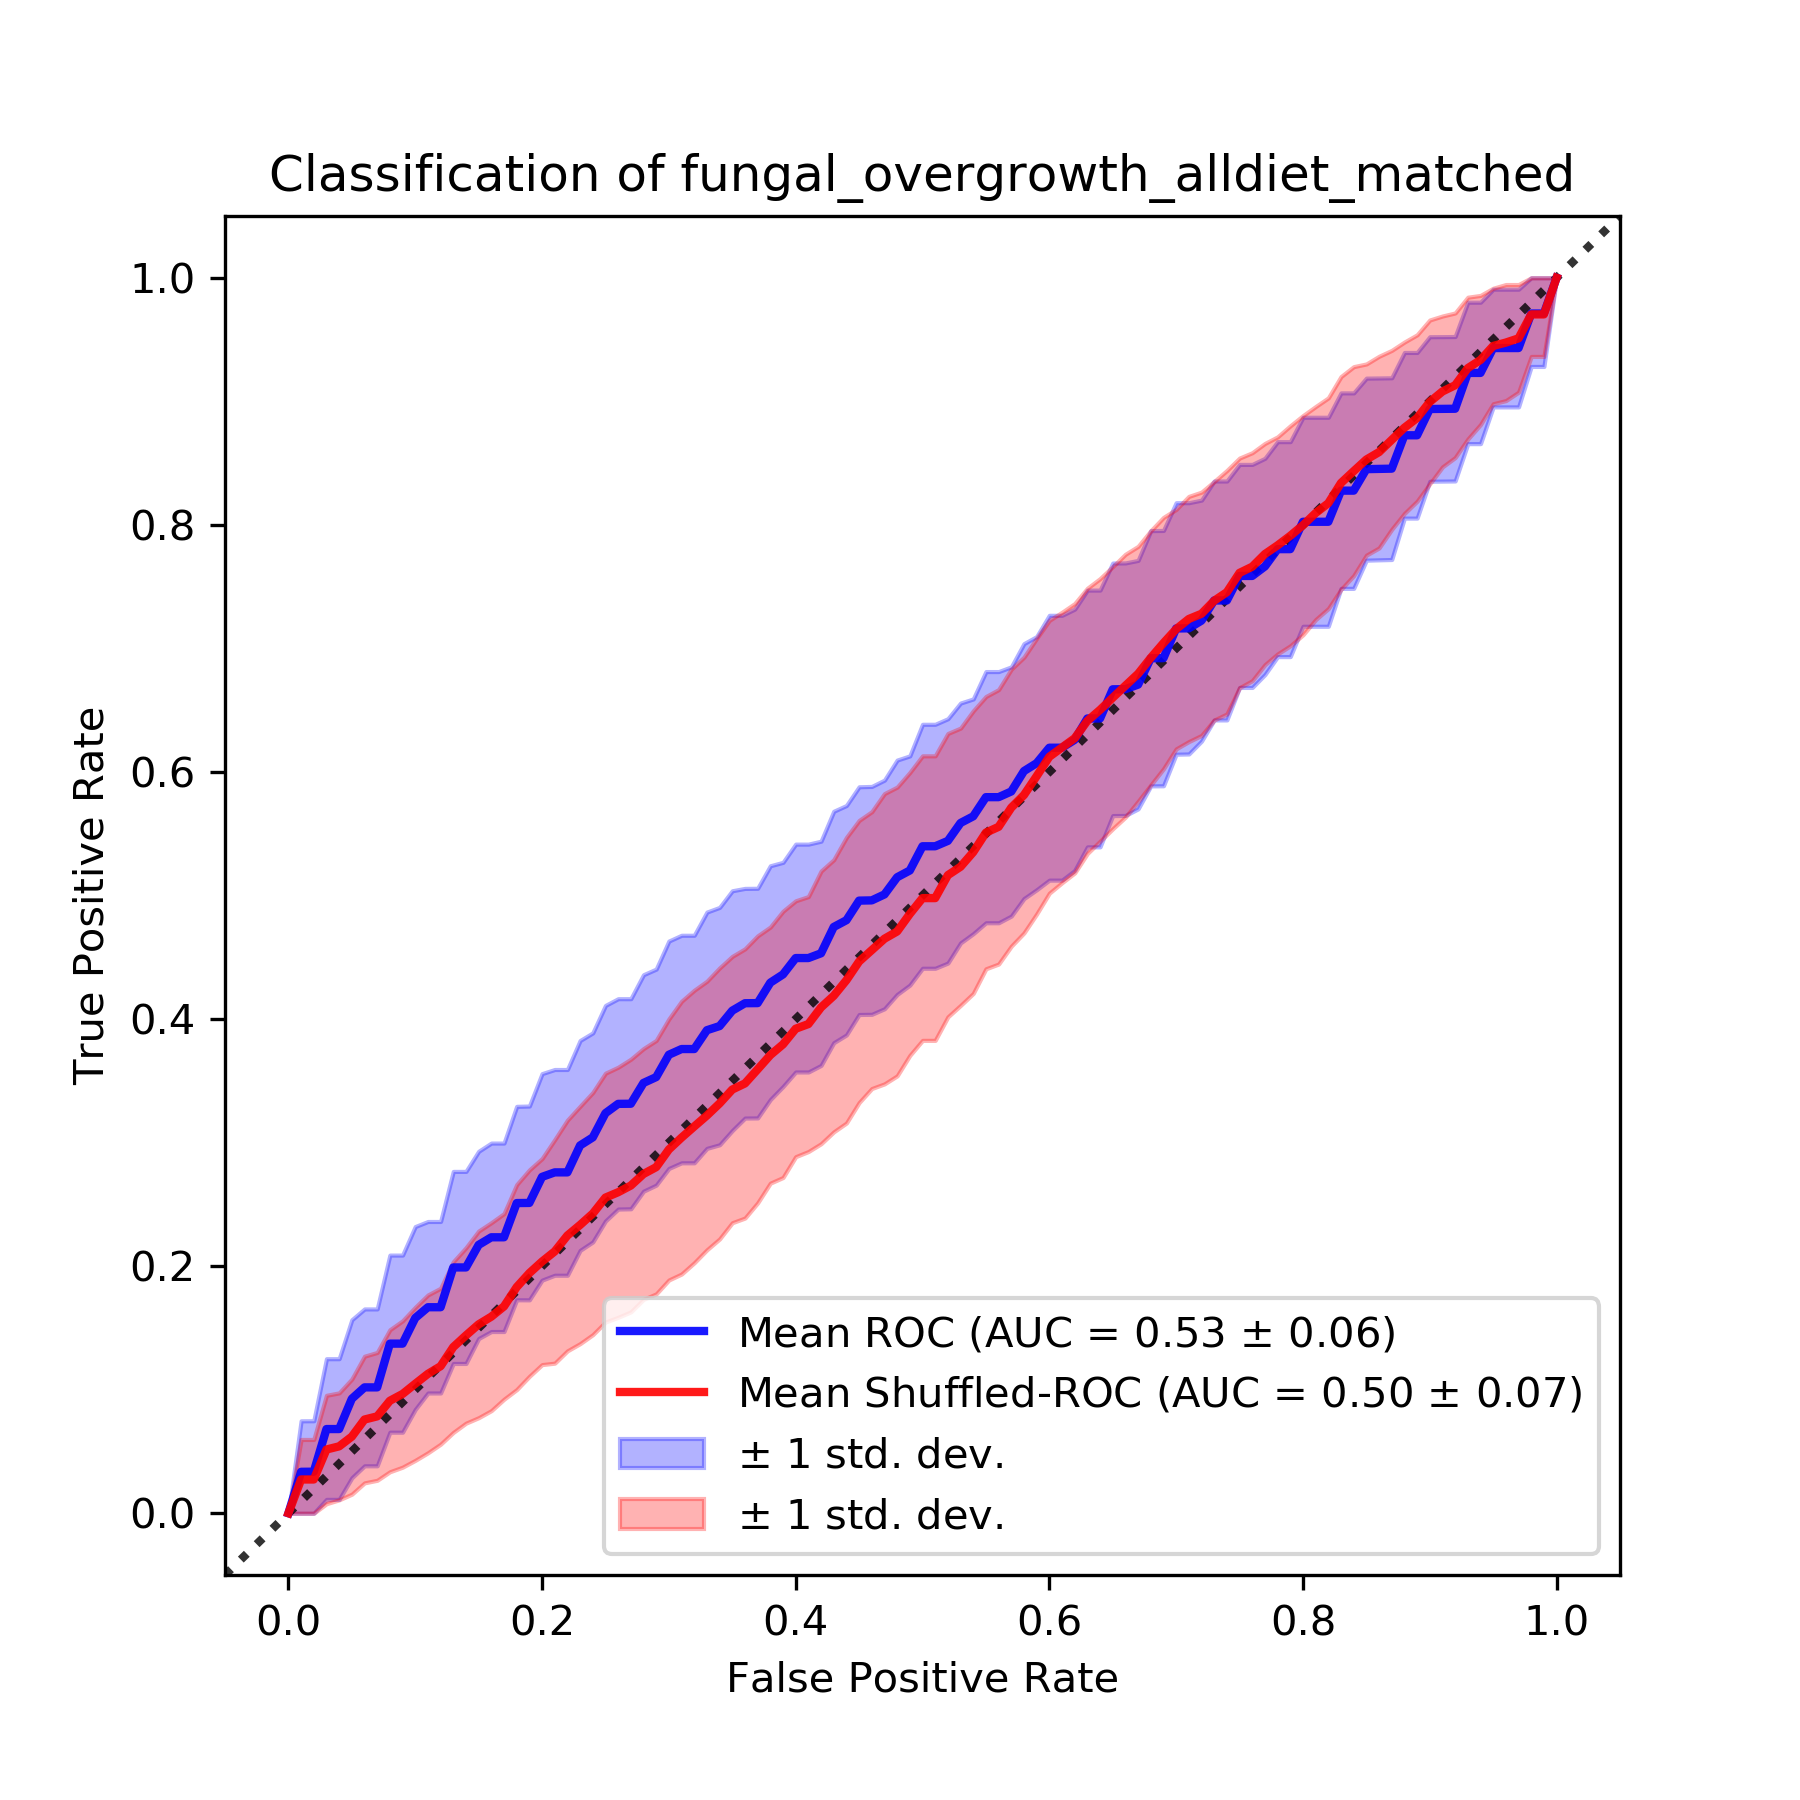 Classification of fungal_overgrowth_alldiet_matched
True Positive Rate
1.0
0.8
0.6
0.4
0.2
0.0
Mean ROC (AUC = 0.53 ± 0.06)
Mean Shuffled-ROC (AUC = 0.50 ± 0.07)
± 1 std. dev.
± 1 std. dev.
0.0 0.2 0.4 0.6 0.8 1.0
False Positive Rate